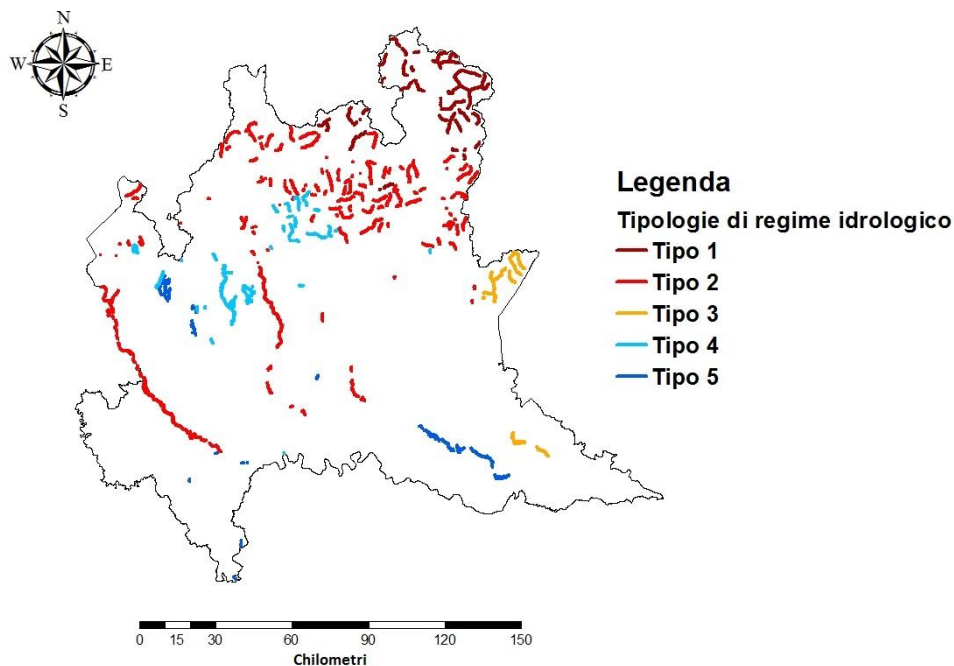 N
W
E
S
Legenda
Tipologie di regime idrologico
Tipo 1
Tipo 2
Tipo 3
Tipo 4
Tipo 5
0 15 30 60 90 120 150
Chilometri